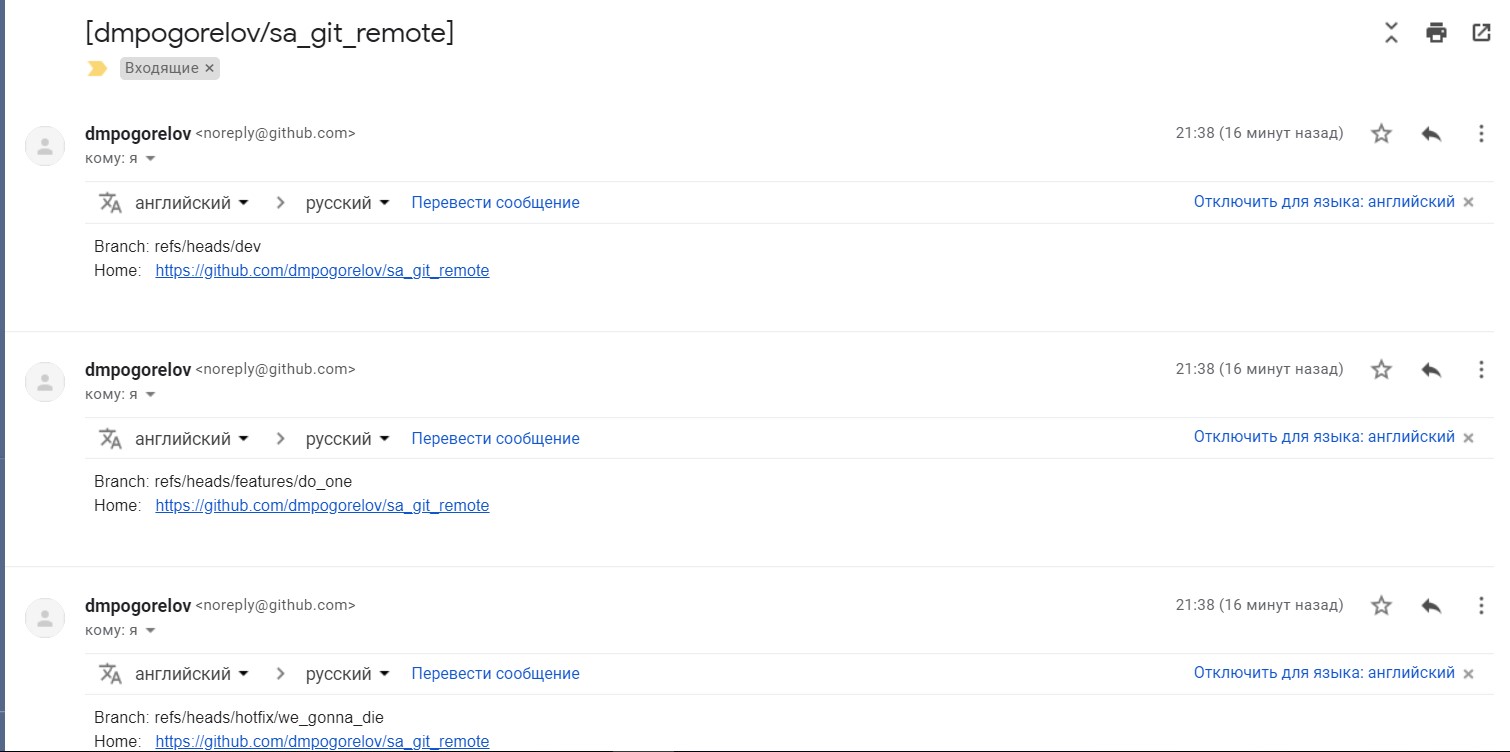 [dmpogorelov/sa_git_remote]
Входящие ×
dmpogorelov <noreply@github.com> 21:38 (16 минут назад)
кому: я
английский > русский Перевести сообщение Отключить для языка: английский ×
Branch: refs/heads/dev
Home: https://github.com/dmpogorelov/sa_git_remote
dmpogorelov <noreply@github.com> 21:38 (16 минут назад)
кому: я
английский > русский Перевести сообщение Отключить для языка: английский ×
Branch: refs/heads/features/do_one
Home: https://github.com/dmpogorelov/sa_git_remote
dmpogorelov <noreply@github.com> 21:38 (16 минут назад)
кому: я
английский > русский Перевести сообщение Отключить для языка: английский ×
Branch: refs/heads/hotfix/we_gonna_die
Home: https://github.com/dmpogorelov/sa_git_remote